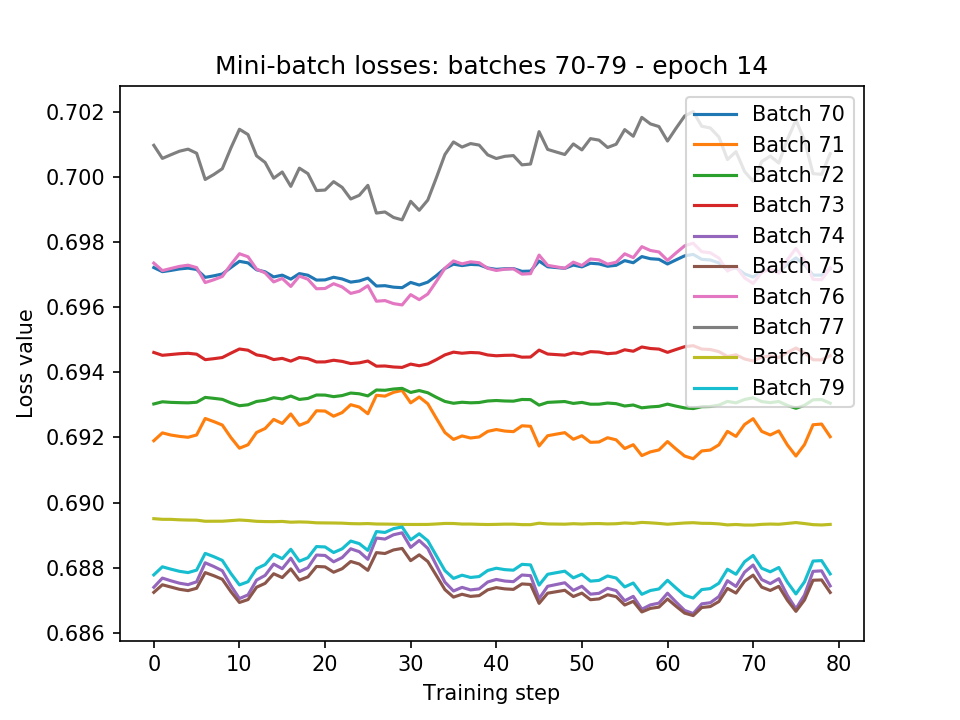 Mini-batch losses: batches 70-79 - epoch 14
0.702
0.700
0.698
0.696
0.694
0.692
0.690
0.688
0.686
Loss value
Batch 70
Batch 71
Batch 72
Batch 73
Batch 74
Batch 75
Batch 76
Batch 77
Batch 78
Batch 79
0 10 20 30 40 50 60 70 80
Training step